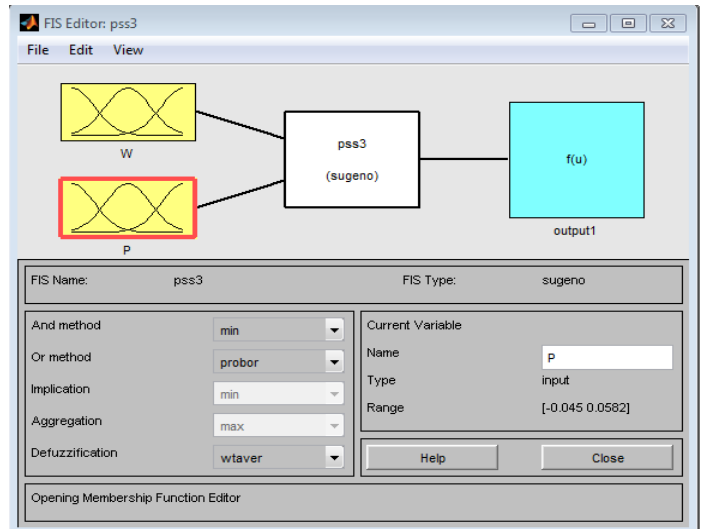 FIS Editor: pss3
File Edit View
W
P
pss3
(sugeno)
f(u)
output1
FIS Name: pss3 FIS Type: sugeno
And method min
Or method probor
Implication min
Aggregation max
Defuzzification wtaver
Current Variable
Name P
Type input
Range [-0.045 0.0582]
Help Close
Opening Membership Function Editor